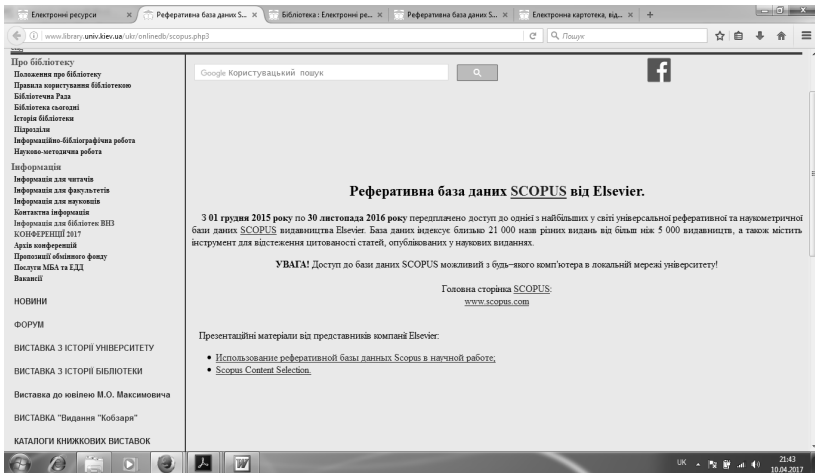 Електронні ресурси
Реферативна база даних S...
Бібліотека : Електронні ре...
Реферативна база даних S...
Електронна картотека, від...
www.library.univ.kiev.ua/ukr/onlinedb/scopus.php3
Пошук
Про бібліотеку
Положення про бібліотеку
Правила користування бібліотекою
Бібліотечна Рада
Бібліотека сьогодні
Історія бібліотеки
Підрозділи
Інформаційно-бібліографічна робота
Науково-методична робота
Інформація
Інформація для читачів
Інформація для факультетів
Інформація для науковців
Контактна інформація
Інформація для бібліотек ВНЗ
КОНФЕРЕНЦІЇ 2017
Архів конференцій
Пропозиції обмінного фонду
Послуги МБА та ЕДД
Вакансії
НОВИНИ
ФОРУМ
ВИСТАВКА З ІСТОРІЇ УНІВЕРСИТЕТУ
ВИСТАВКА З ІСТОРІЇ БІБЛІОТЕКИ
Виставка до ювілею М.О. Максимовича
ВИСТАВКА "Видання "Кобзаря"
КАТАЛОГИ КНИЖКОВИХ ВИСТАВОК
Google Користувацький пошук
Реферативна база даних SCOPUS від Elsevier.
З 01 грудня 2015 року по 30 листопада 2016 року передплачено доступ до однієї з найбільших у світі універсальної реферативної та наукометричної
бази даних SCOPUS видавництва Elsevier. База даних індексує близько 21 000 назв різних видань від більш ніж 5 000 видавництв, а також містить
інструмент для відстеження цитованості статей, опублікованих у наукових виданнях.
УВАГА! Доступ до бази даних SCOPUS можливий з будь-якого комп'ютера в локальній мережі університету!
Головна сторінка SCOPUS:
www.scopus.com
Презентаційні матеріали від представників компанії Elsevier:
Использование реферативной базы данных Scopus в научной работе;
Scopus Content Selection.
UK
21:43
10.04.2017